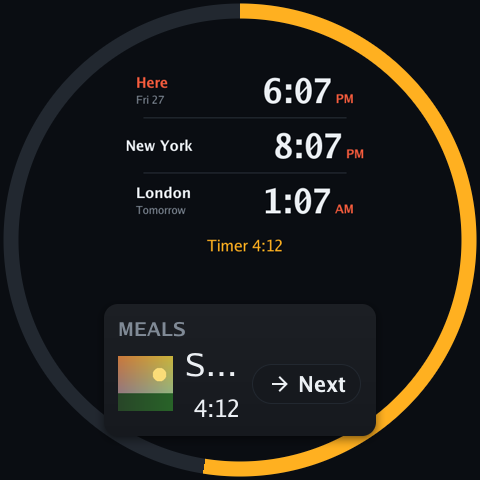 Here 6:07 PM
Fri 27
New York 8:07 PM
London 1:07 AM
Tomorrow
Timer 4:12
MEALS
S...
→ Next
4:12